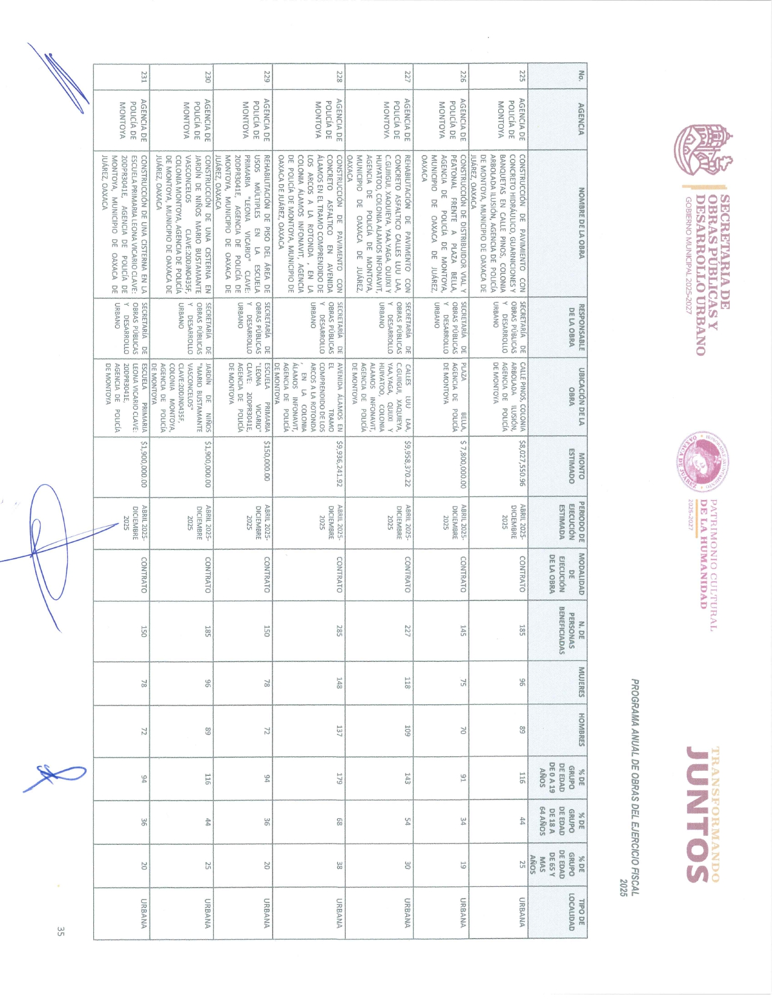 SECRETARÍA DE
OBRAS PÚBLICAS Y
DESARROLLO URBANO
GOBIERNO MUNICIPAL 2025-2027
HONORABLE AYUNTAMIENTO
OAXACA DE JUÁREZ
PATRIMONIO CULTURAL
DE LA HUMANIDAD
2025-2027
TRANSFORMANDO
JUNTOS
PROGRAMA ANUAL DE OBRAS DEL EJERCICIO FISCAL
2025
No.
AGENCIA
NOMBRE DE LA OBRA
RESPONSABLE
DE LA OBRA
UBICACIÓN DE LA
OBRA
MONTO
ESTIMADO
PERIODO DE
EJECUCIÓN
ESTIMADA
MODALIDAD
DE
EJECUCIÓN
DE LA OBRA
N. DE
PERSONAS
BENEFICIADAS
MUJERES
HOMBRES
% DE
GRUPO
DE EDAD
DE 0 A 19
AÑOS
% DE
GRUPO
DE EDAD
DE 18 A
64 AÑOS
% DE
GRUPO
DE EDAD
DE 65 Y
MAS
AÑOS
TIPO DE
LOCALIDAD
225
AGENCIA DE
POLICÍA DE
MONTOYA
CONSTRUCCIÓN DE PAVIMIENTO CON
CONCRETO HIDRÁULICO, GUARNICIONES Y
BANQUETAS EN CALLE PINOS, COLONIA
ARBOLADA ILUSIÓN, AGENCIA DE POLICÍA
DE MONTOYA, MUNICIPIO DE OAXACA DE
JUÁREZ, OAXACA
SECRETARÍA DE
OBRAS PÚBLICAS
Y DESARROLLO
URBANO
CALLE PINOS, COLONIA
ARBOLADA ILUSIÓN,
AGENCIA DE POLICÍA
DE MONTOYA
$8,027,550.96
ABRIL 2025-
DICIEMBRE
2025
CONTRATO
185
96
89
116
44
25
URBANA
226
AGENCIA DE
POLICÍA DE
MONTOYA
CONSTRUCCIÓN DE DISTRIBUIDOR VIAL Y
PEATONAL FRENTE A PLAZA BELLA,
AGENCIA DE POLICÍA DE MONTOYA,
MUNICIPIO DE OAXACA DE JUÁREZ,
OAXACA
SECRETARÍA DE
OBRAS PÚBLICAS
Y DESARROLLO
URBANO
PLAZA BELLA,
AGENCIA DE POLICÍA
DE MONTOYA
$ 7,800,000.00
ABRIL 2025-
DICIEMBRE
2025
CONTRATO
145
75
70
91
34
19
URBANA
227
AGENCIA DE
POLICÍA DE
MONTOYA
REHABILITACIÓN DE PAVIMENTO CON
CONCRETO ASFALTICO CALLES LUU LAA,
C.GUIGUI, XAQUIEYA, YAA,YAGA, QUIJXI Y
HUIYATOO, COLONIA ALAMOS INFONAVIT,
AGENCIA DE POLICÍA DE MONTOYA,
MUNICIPIO DE OAXACA DE JUÁREZ,
OAXACA
SECRETARÍA DE
OBRAS PÚBLICAS
Y DESARROLLO
URBANO
CALLES LUU LAA,
C.GUIGUI, XAQUIEYA,
YAA,YAGA, QUIJXI Y
HUIYATOO, COLONIA
ALAMOS INFONAVIT,
AGENCIA DE POLICÍA
DE MONTOYA
$9,958,370.22
ABRIL 2025-
DICIEMBRE
2025
CONTRATO
227
118
109
143
54
30
URBANA
228
AGENCIA DE
POLICÍA DE
MONTOYA
CONSTRUCCIÓN DE PAVIMENTO CON
CONCRETO ASFALTICO EN AVENIDA
ÁLAMOS EN EL TRAMO COMPRENDIDO DE
LOS ARCOS A LA ROTONDA , EN LA
COLONIA ÁLAMOS INFONAVIT, AGENCIA
DE POLICÍA DE MONTOYA, MUNICIPIO DE
OAXACA DE JUÁREZ, OAXACA
SECRETARÍA DE
OBRAS PÚBLICAS
Y DESARROLLO
URBANO
AVENIDA ÁLAMOS EN
EL TRAMO
COMPRENDIDO DE LOS
ARCOS A LA ROTONDA
, EN LA COLONIA
ÁLAMOS INFONAVIT,
AGENCIA DE POLICÍA
DE MONTOYA
$9,936,241.92
ABRIL 2025-
DICIEMBRE
2025
CONTRATO
285
148
137
179
68
38
URBANA
229
AGENCIA DE
POLICÍA DE
MONTOYA
REHABILITACIÓN DE PISO DEL ÁREA DE
USOS MÚLTIPLES EN LA ESCUELA
PRIMARIA "LEONA VICARIO" CLAVE:
20DPR3041E, AGENCIA DE POLICÍA DE
MONTOYA, MUNICIPIO DE OAXACA DE
JUÁREZ, OAXACA
SECRETARÍA DE
OBRAS PÚBLICAS
Y DESARROLLO
URBANO
ESCUELA PRIMARIA
"LEONA VICARIO"
CLAVE: 20DPR3041E,
AGENCIA DE POLICÍA
DE MONTOYA
$150,000.00
ABRIL 2025-
DICIEMBRE
2025
CONTRATO
150
78
72
94
36
20
URBANA
230
AGENCIA DE
POLICÍA DE
MONTOYA
CONSTRUCCIÓN DE UNA CISTERNA EN
JARDÍN DE NIÑOS MARIO BUSTAMANTE
VASCONCELOS CLAVE:20DJN0435F,
COLONIA MONTOYA, AGENCIA DE POLICÍA
DE MONTOYA, MUNICIPIO DE OAXACA DE
JUÁREZ, OAXACA
SECRETARÍA DE
OBRAS PÚBLICAS
Y DESARROLLO
URBANO
JARDÍN DE NIÑOS
"MARIO BUSTAMANTE
VASCONCELOS"
CLAVE:20DJN0435F,
COLONIA MONTOYA,
AGENCIA DE POLICÍA
DE MONTOYA
$1,900,000.00
ABRIL 2025-
DICIEMBRE
2025
CONTRATO
185
96
89
116
44
25
URBANA
231
AGENCIA DE
POLICÍA DE
MONTOYA
CONSTRUCCIÓN DE UNA CISTERNA EN LA
ESCUELA PRIMARIA LEONA VICARIO CLAVE:
20DPR3041E, AGENCIA DE POLICÍA DE
MONTOYA, MUNICIPIO DE OAXACA DE
JUÁREZ, OAXACA
SECRETARÍA DE
OBRAS PÚBLICAS
Y DESARROLLO
URBANO
ESCUELA PRIMARIA
LEONA VICARIO CLAVE:
20DPR3041E,
AGENCIA DE POLICÍA
DE MONTOYA
$1,900,000.00
ABRIL 2025-
DICIEMBRE
2025
CONTRATO
150
78
72
94
36
20
URBANA
35